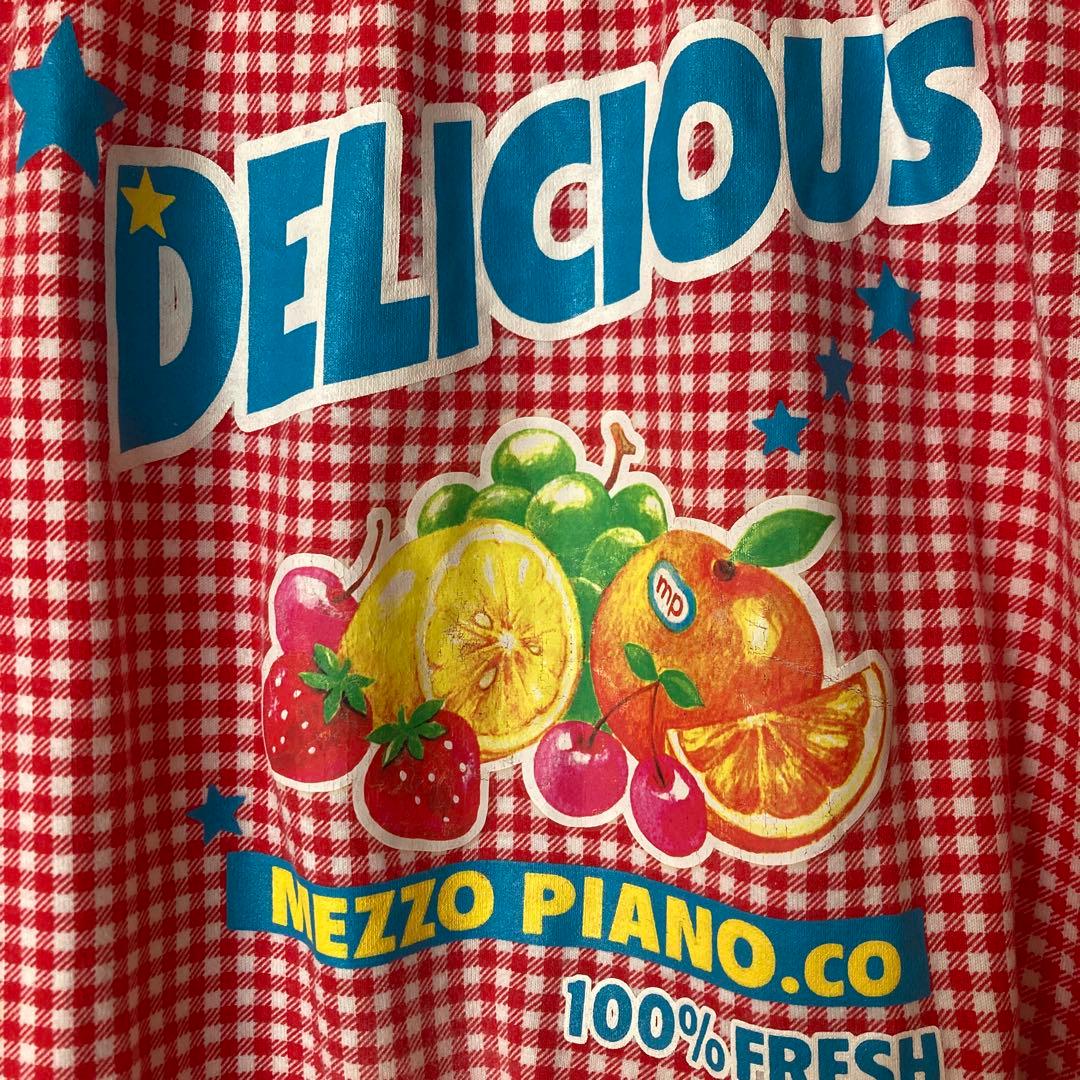 DELICIOUS
mp
MEZZO PIANO.CO
100% FRESH